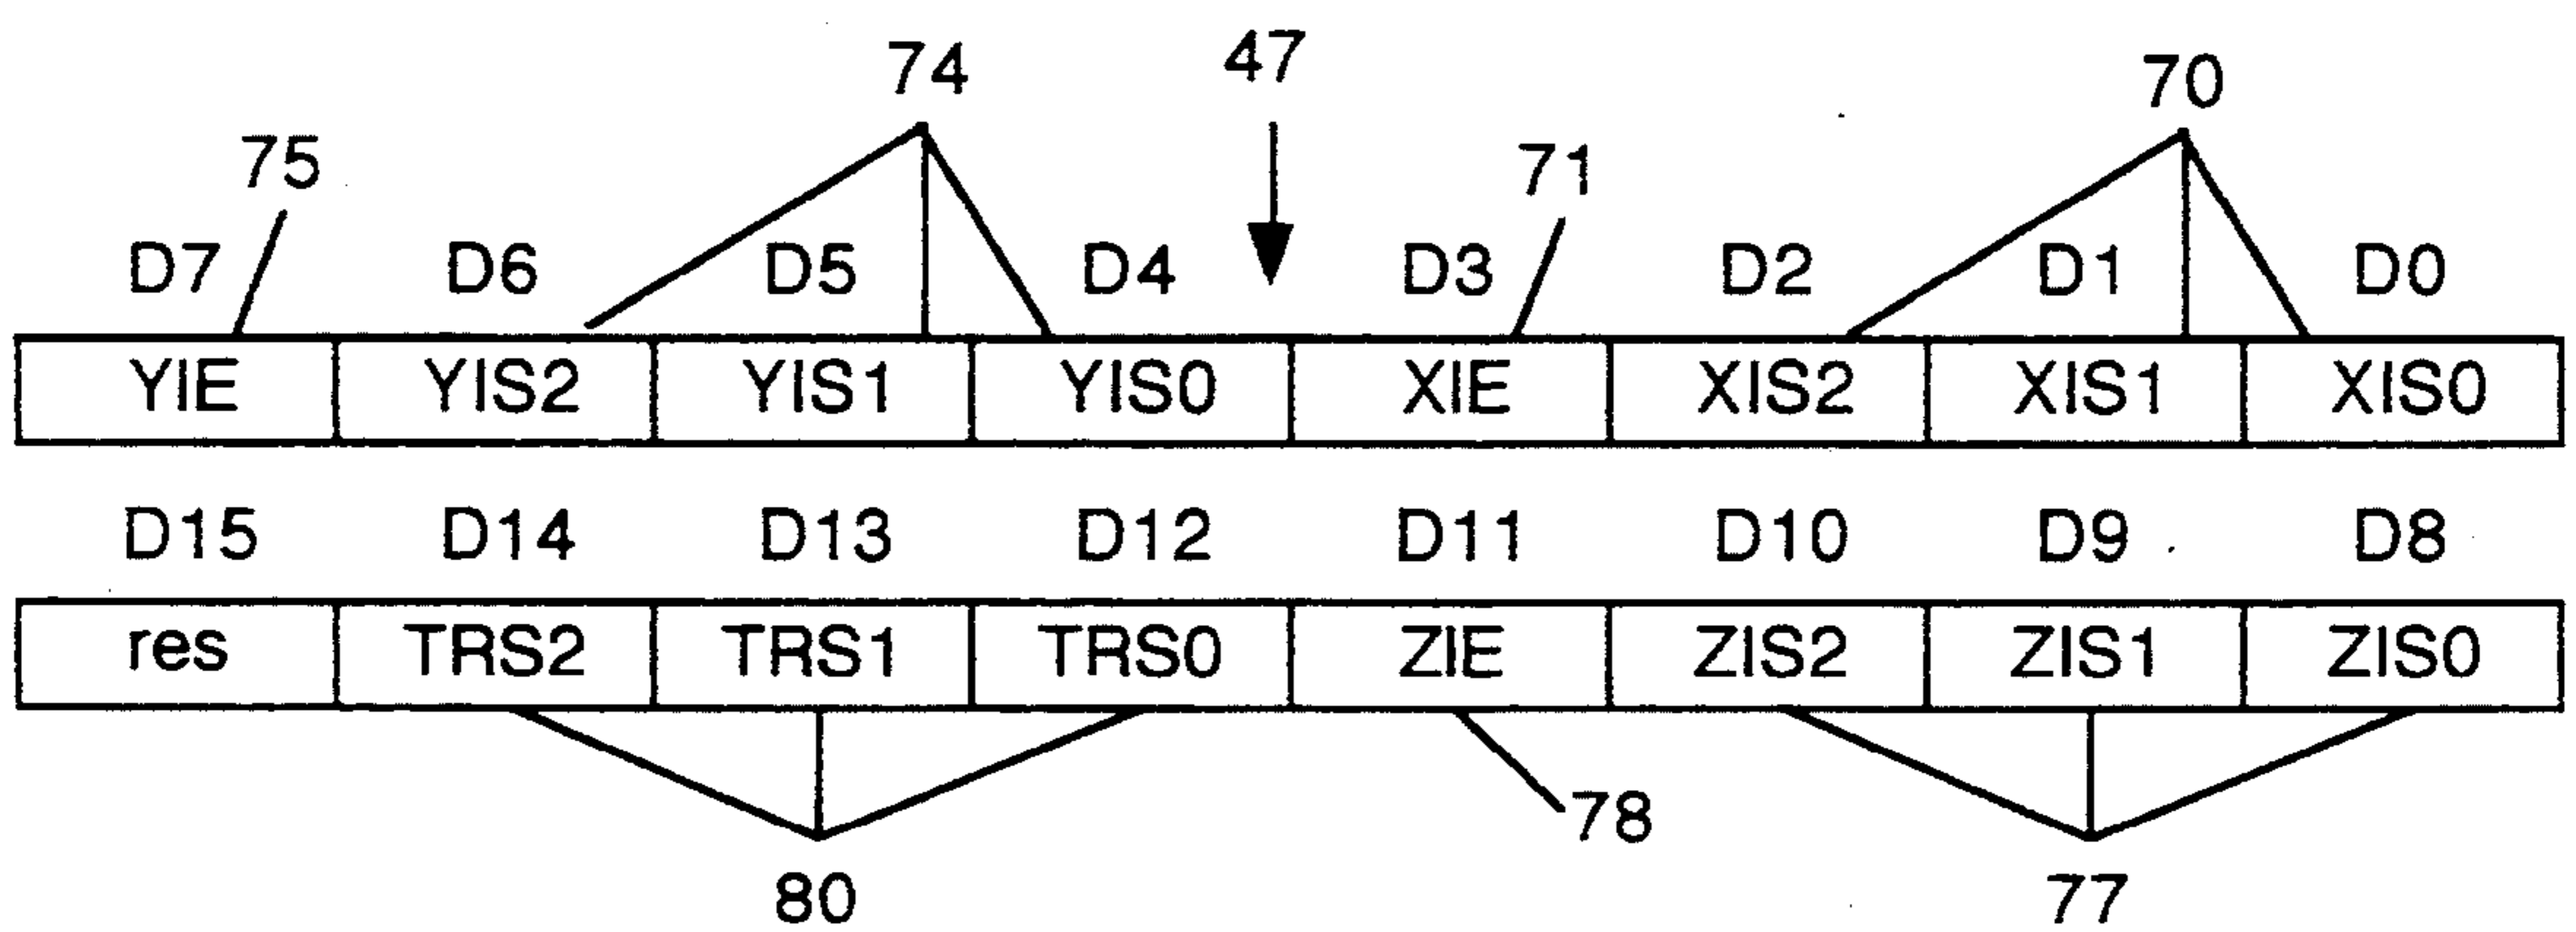 74 47 70
75 71
D7 D6 D5 D4 D3 D2 D1 D0
YIE YIS2 YIS1 YIS0 XIE XIS2 XIS1 XIS0
D15 D14 D13 D12 D11 D10 D9 D8
res TRS2 TRS1 TRS0 ZIE ZIS2 ZIS1 ZIS0
78
80 77